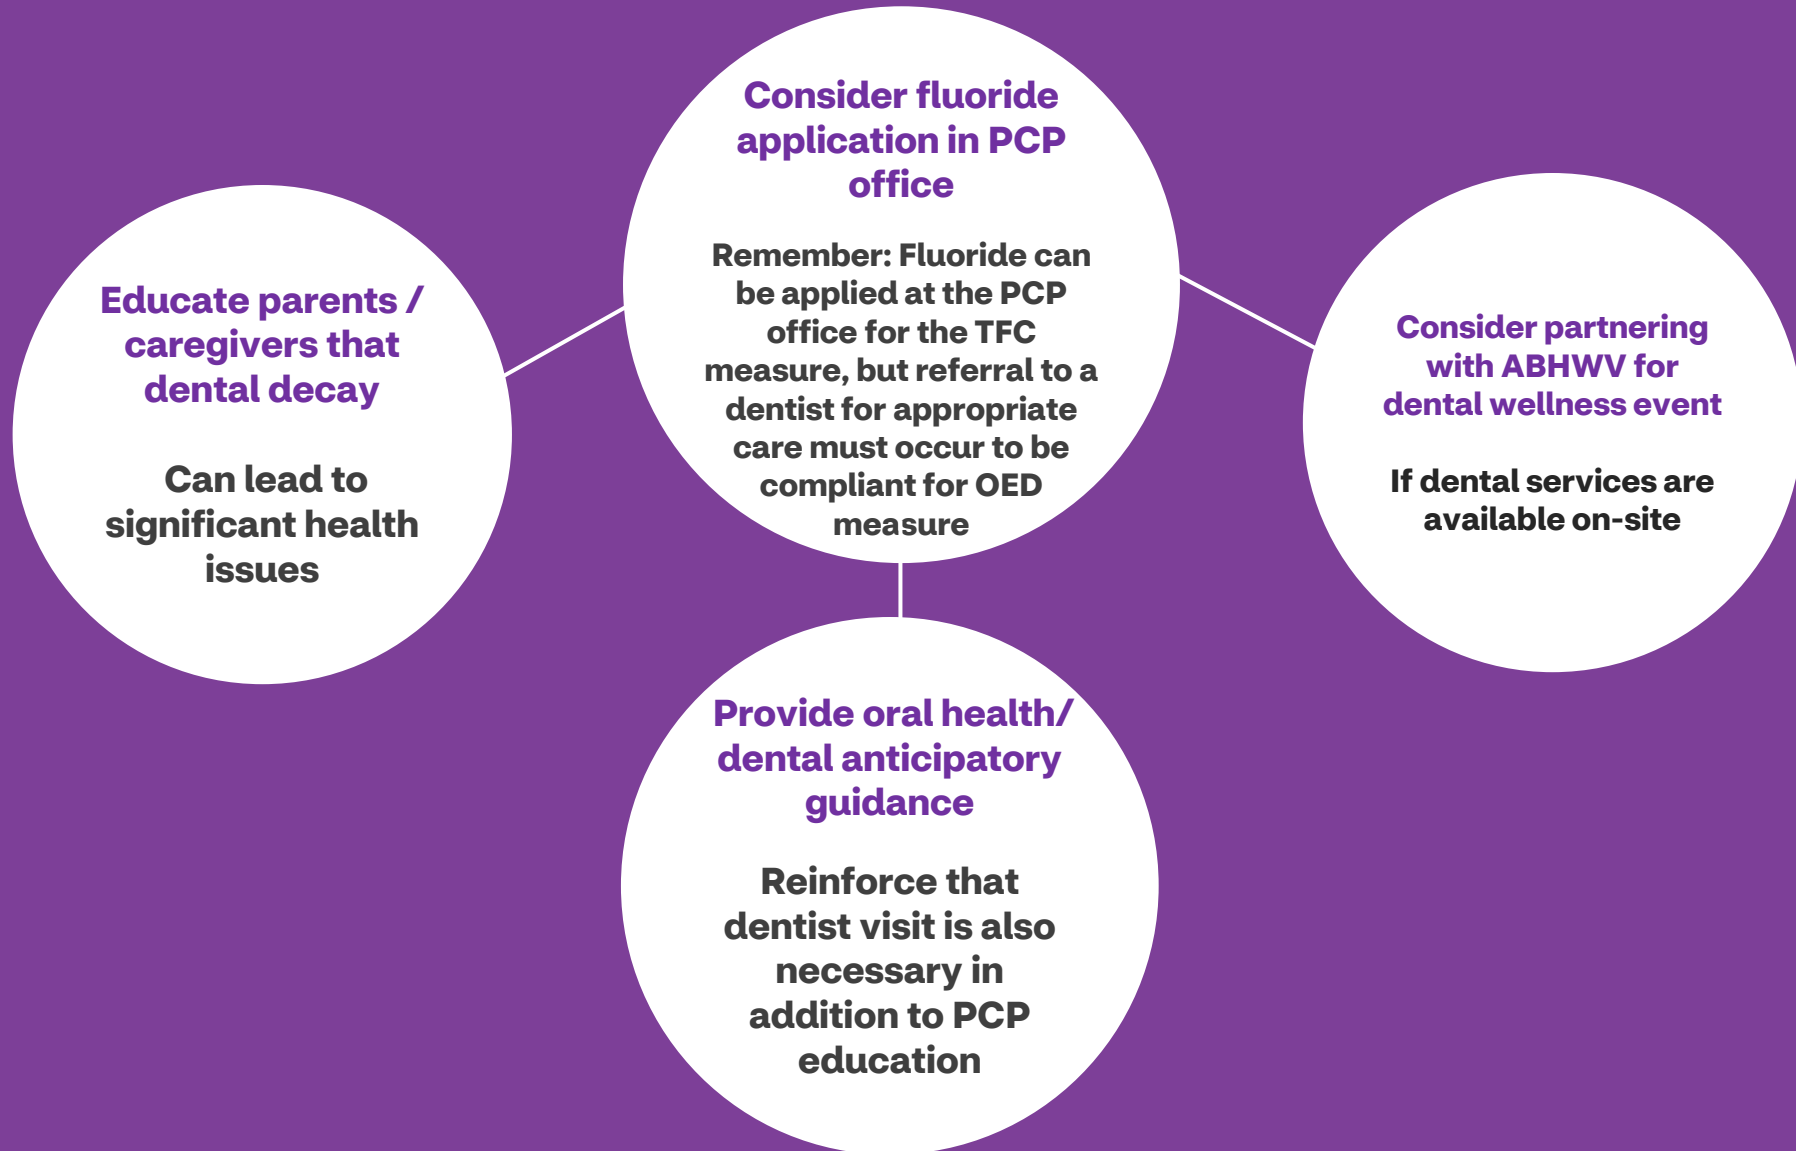 Consider fluoride
application in PCP
office
Remember: Fluoride can
be applied at the PCP
office for the TFC
measure, but referral to a
dentist for appropriate
care must occur to be
compliant for OED
measure
Educate parents /
caregivers that
dental decay
Can lead to
significant health
issues
Consider partnering
with ABHWV for
dental wellness event
If dental services are
available on-site
Provide oral health/
dental anticipatory
guidance
Reinforce that
dentist visit is also
necessary in
addition to PCP
education